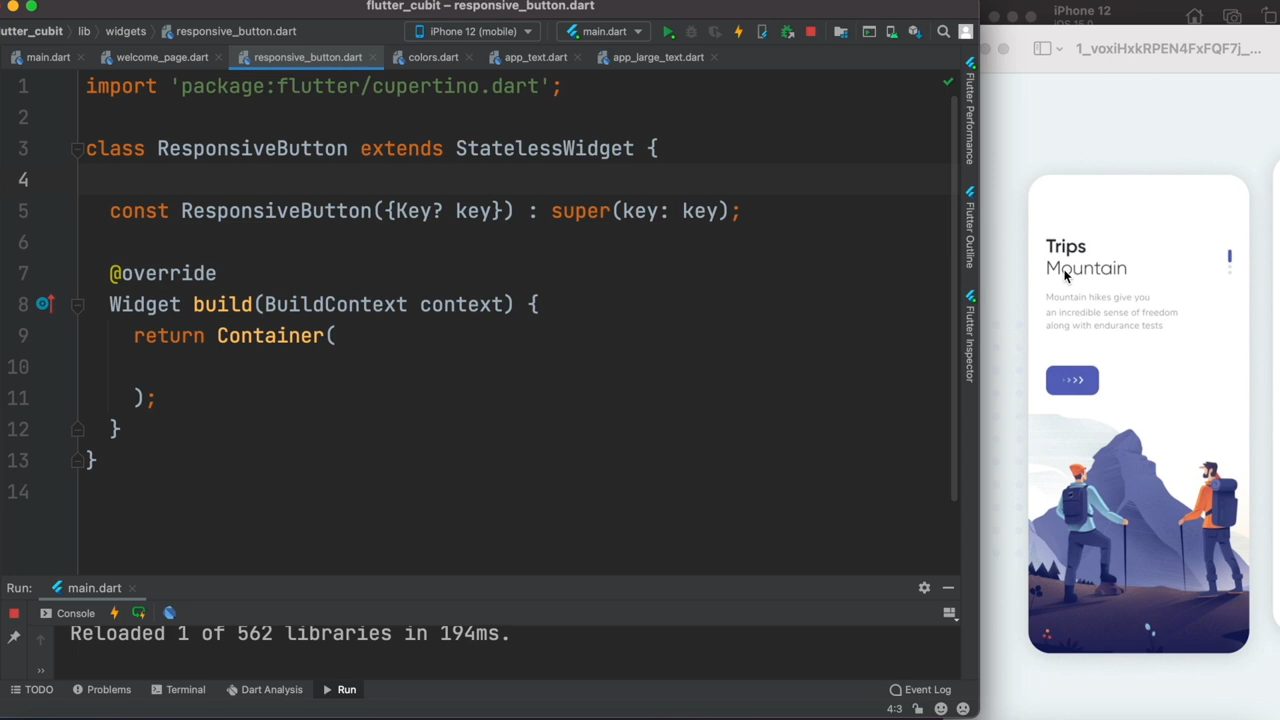 flutter_cubit – responsive_button.dart
utter_cubit lib widgets responsive_button.dart iPhone 12 (mobile) main.dart
main.dart welcome_page.dart responsive_button.dart colors.dart app_text.dart app_large_text.dart
1 import 'package:flutter/cupertino.dart';
2
3 class ResponsiveButton extends StatelessWidget {
4
5 const ResponsiveButton({Key? key}) : super(key: key);
6
7 @override
8 Widget build(BuildContext context) {
9 return Container(
10
11 );
12 }
13 }
14
Run: main.dart
Console
Reloaded 1 of 562 libraries in 194ms.
TODO Problems Terminal Dart Analysis Run Event Log
4:3
Flutter Performance
Flutter Outline
Flutter Inspector
iPhone 12
1_voxiHxkRPEN4FxFQF7j_...
Trips
Mountain
Mountain hikes give you
an incredible sense of freedom
along with endurance tests